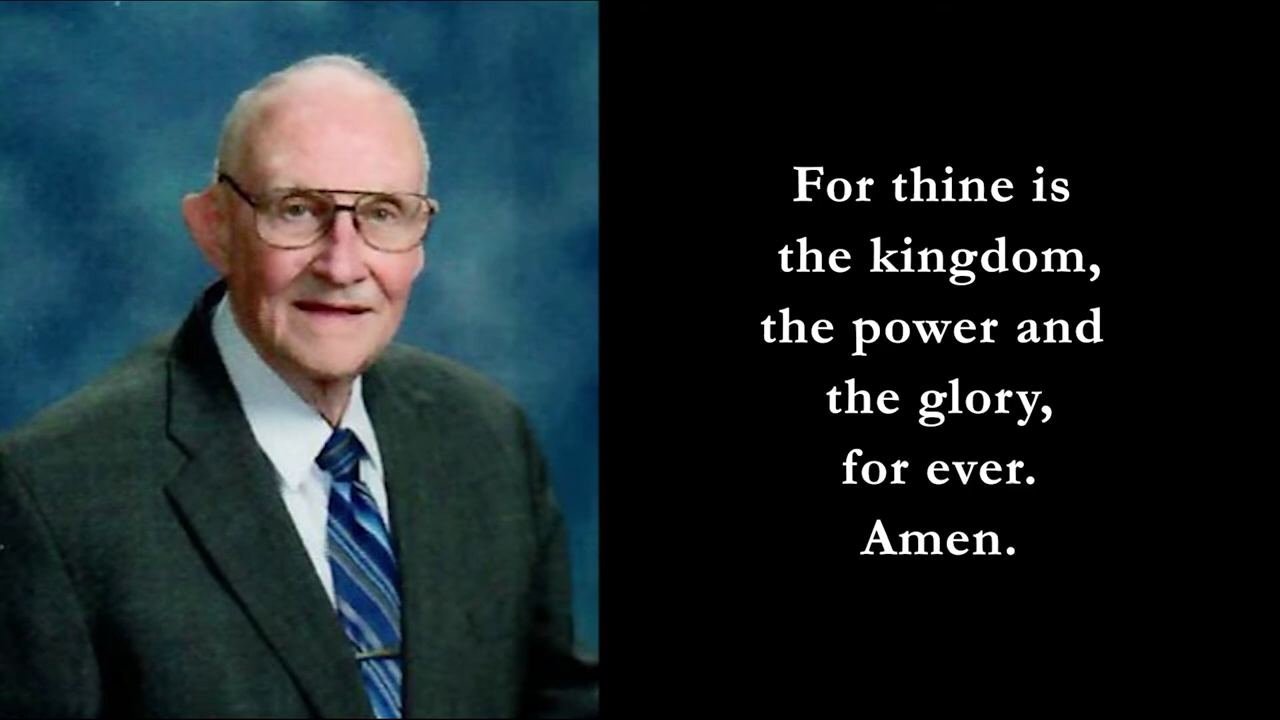 For thine is
the kingdom,
the power and
the glory,
for ever.
Amen.